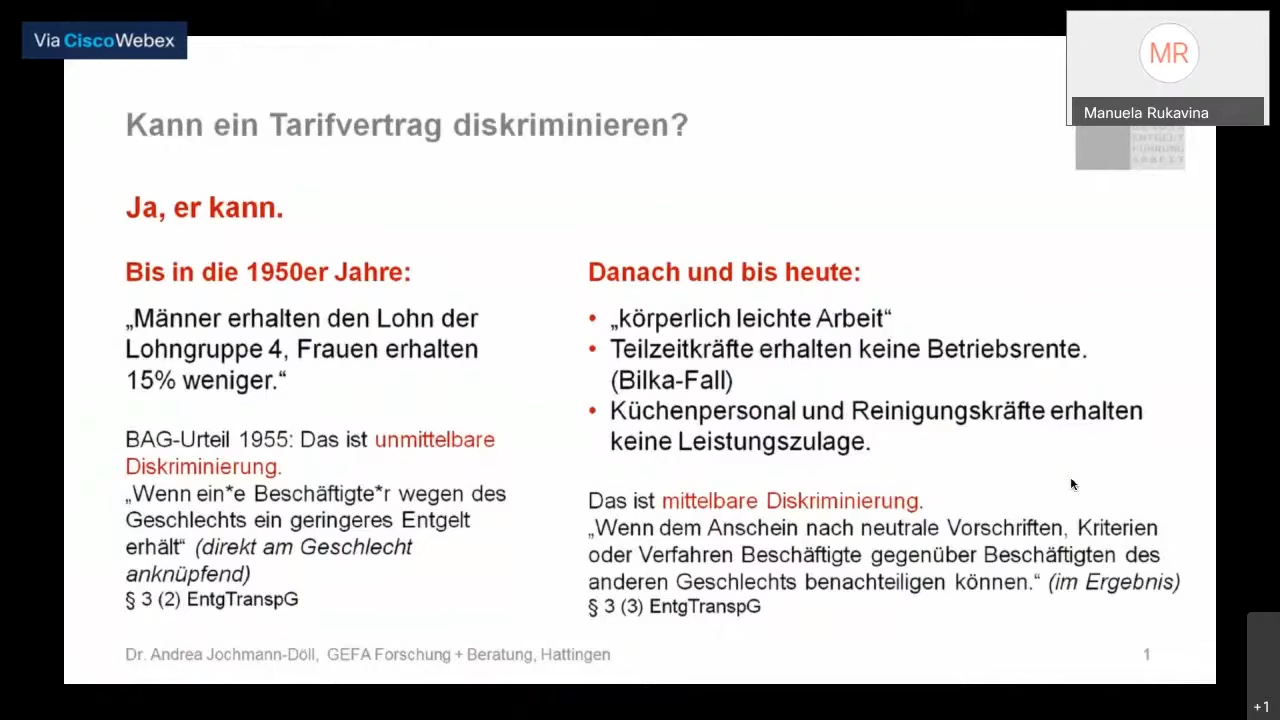 Via CiscoWebex
MR
Manuela Rukavina
Kann ein Tarifvertrag diskriminieren?
ENTGELT
FÜHRUNG
ARBEIT
Ja, er kann.
Bis in die 1950er Jahre:
„Männer erhalten den Lohn der
Lohngruppe 4, Frauen erhalten
15% weniger.“
BAG-Urteil 1955: Das ist unmittelbare
Diskriminierung.
„Wenn ein*e Beschäftigte*r wegen des
Geschlechts ein geringeres Entgelt
erhält“ (direkt am Geschlecht
anknüpfend)
§ 3 (2) EntgTranspG
Danach und bis heute:
• „körperlich leichte Arbeit“
• Teilzeitkräfte erhalten keine Betriebsrente.
(Bilka-Fall)
• Küchenpersonal und Reinigungskräfte erhalten
keine Leistungszulage.
Das ist mittelbare Diskriminierung.
„Wenn dem Anschein nach neutrale Vorschriften, Kriterien
oder Verfahren Beschäftigte gegenüber Beschäftigten des
anderen Geschlechts benachteiligen können.“ (im Ergebnis)
§ 3 (3) EntgTranspG
Dr. Andrea Jochmann-Döll, GEFA Forschung + Beratung, Hattingen
1
+1